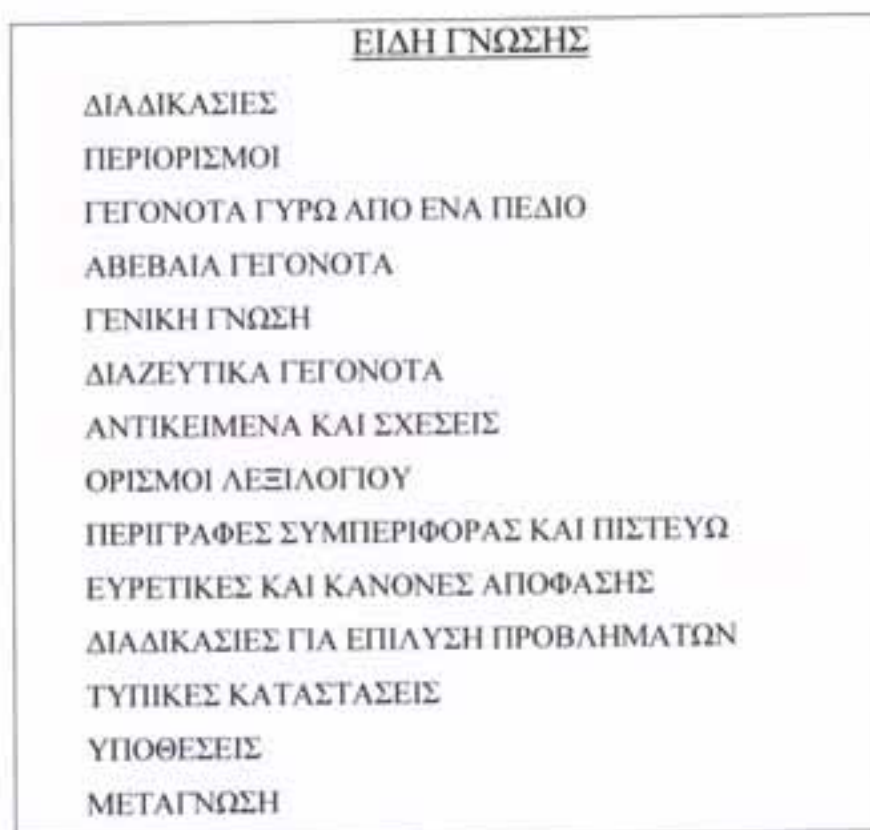 ΕΙΔΗ ΓΝΩΣΗΣ
ΔΙΑΔΙΚΑΣΙΕΣ
ΠΕΡΙΟΡΙΣΜΟΙ
ΓΕΓΟΝΟΤΑ ΓΥΡΩ ΑΠΟ ΕΝΑ ΠΕΔΙΟ
ΑΒΕΒΑΙΑ ΓΕΓΟΝΟΤΑ
ΓΕΝΙΚΗ ΓΝΩΣΗ
ΔΙΑΖΕΥΤΙΚΑ ΓΕΓΟΝΟΤΑ
ΑΝΤΙΚΕΙΜΕΝΑ ΚΑΙ ΣΧΕΣΕΙΣ
ΟΡΙΣΜΟΙ ΛΕΞΙΛΟΓΙΟΥ
ΠΕΡΙΓΡΑΦΕΣ ΣΥΜΠΕΡΙΦΟΡΑΣ ΚΑΙ ΠΙΣΤΕΥΩ
ΕΥΡΕΤΙΚΕΣ ΚΑΙ ΚΑΝΟΝΕΣ ΑΠΟΦΑΣΗΣ
ΔΙΑΔΙΚΑΣΙΕΣ ΓΙΑ ΕΠΙΛΥΣΗ ΠΡΟΒΛΗΜΑΤΩΝ
ΤΥΠΙΚΕΣ ΚΑΤΑΣΤΑΣΕΙΣ
ΥΠΟΘΕΣΕΙΣ
ΜΕΤΑΓΝΩΣΗ